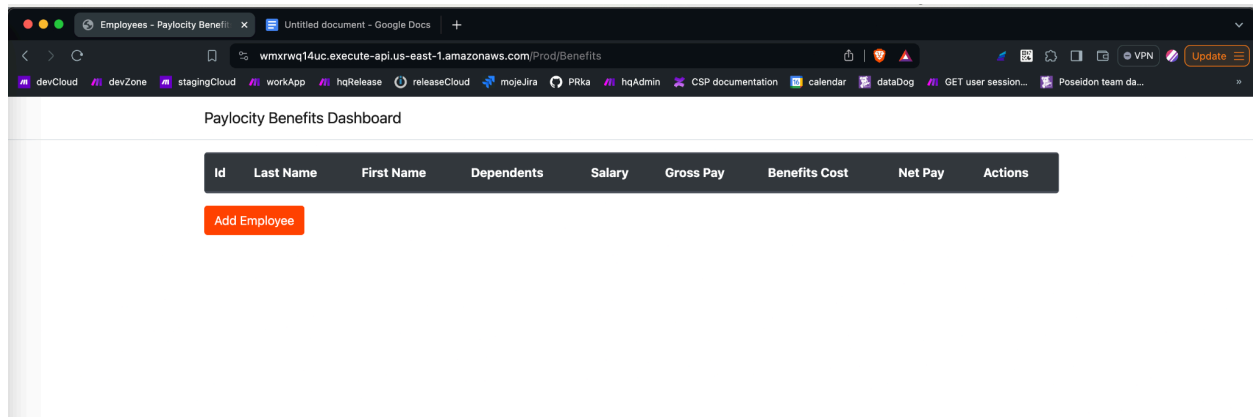 Employees - Paylocity Benefit
Untitled document - Google Docs
wmxrwq14uc.execute-api.us-east-1.amazonaws.com/Prod/Benefits
VPN
Update
devCloud devZone stagingCloud workApp hqRelease releaseCloud mojeJira PRka hqAdmin CSP documentation calendar dataDog GET user session... Poseidon team da... »
Paylocity Benefits Dashboard
Id Last Name First Name Dependents Salary Gross Pay Benefits Cost Net Pay Actions
Add Employee